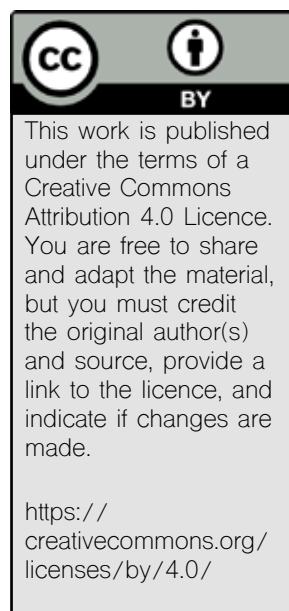 cc
BY
This work is published
under the terms of a
Creative Commons
Attribution 4.0 Licence.
You are free to share
and adapt the material,
but you must credit
the original author(s)
and source, provide a
link to the licence, and
indicate if changes are
made.
https://
creativecommons.org/
licenses/by/4.0/